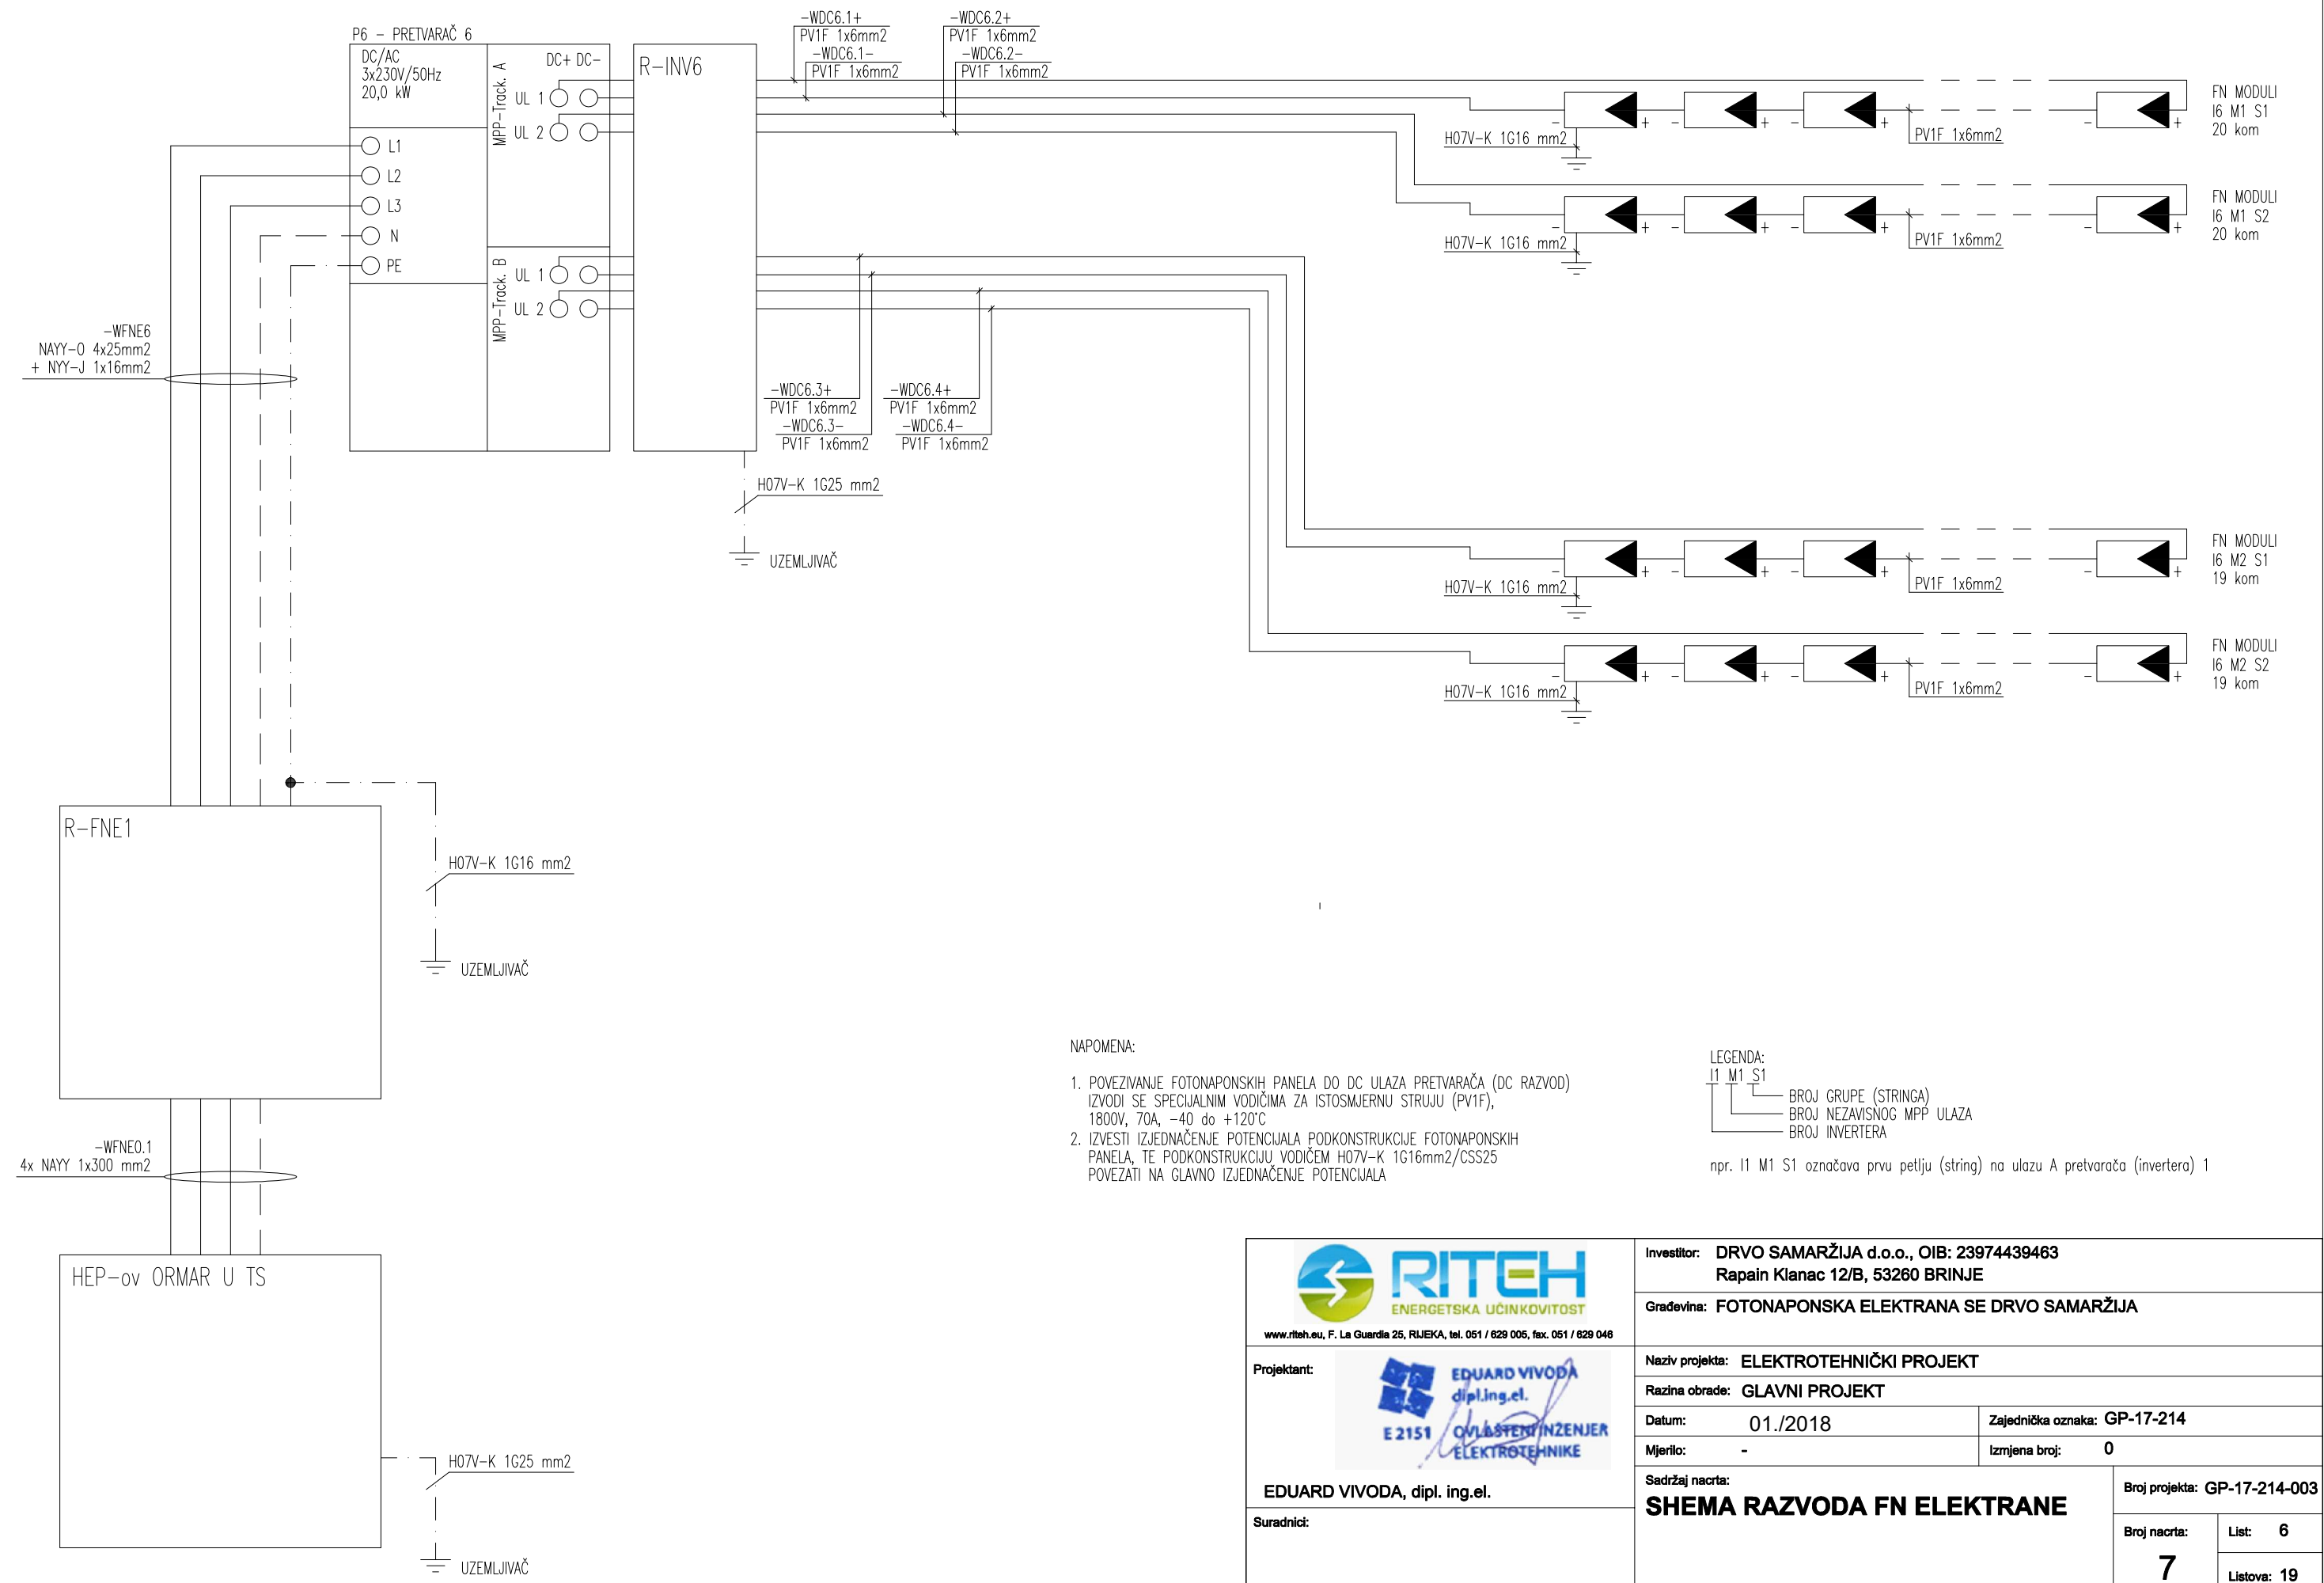 P6 - PRETVARAČ 6
DC/AC
3x230V/50Hz
20,0 kW
MPP-Track. A
DC+ DC-
UL 1
UL 2
L1
L2
L3
N
PE
MPP-Track. B
UL 1
UL 2
R-INV6
-WDC6.1+
PV1F 1x6mm2
-WDC6.1-
PV1F 1x6mm2
-WDC6.2+
PV1F 1x6mm2
-WDC6.2-
PV1F 1x6mm2
H07V-K 1G16 mm2
- + - + - +
PV1F 1x6mm2
- +
FN MODULI
I6 M1 S1
20 kom
H07V-K 1G16 mm2
- + - + - +
PV1F 1x6mm2
- +
FN MODULI
I6 M1 S2
20 kom
-WFNE6
NAYY-O 4x25mm2
+ NYY-J 1x16mm2
-WDC6.3+
PV1F 1x6mm2
-WDC6.3-
PV1F 1x6mm2
-WDC6.4+
PV1F 1x6mm2
-WDC6.4-
PV1F 1x6mm2
H07V-K 1G25 mm2
UZEMLJIVAČ
H07V-K 1G16 mm2
- + - + - +
PV1F 1x6mm2
- +
FN MODULI
I6 M2 S1
19 kom
H07V-K 1G16 mm2
- + - + - +
PV1F 1x6mm2
- +
FN MODULI
I6 M2 S2
19 kom
R-FNE1
H07V-K 1G16 mm2
UZEMLJIVAČ
-WFNE0.1
4x NAYY 1x300 mm2
HEP-ov ORMAR U TS
H07V-K 1G25 mm2
UZEMLJIVAČ
NAPOMENA:
1. POVEZIVANJE FOTONAPONSKIH PANELA DO DC ULAZA PRETVARAČA (DC RAZVOD)
IZVODI SE SPECIJALNIM VODIČIMA ZA ISTOSMJERNU STRUJU (PV1F),
1800V, 70A, -40 do +120°C
2. IZVESTI IZJEDNAČENJE POTENCIJALA PODKONSTRUKCIJE FOTONAPONSKIH
PANELA, TE PODKONSTRUKCIJU VODIČEM H07V-K 1G16mm2/CSS25
POVEZATI NA GLAVNO IZJEDNAČENJE POTENCIJALA
LEGENDA:
I1 M1 S1
BROJ GRUPE (STRINGA)
BROJ NEZAVISNOG MPP ULAZA
BROJ INVERTERA
npr. I1 M1 S1 označava prvu petlju (string) na ulazu A pretvarača (invertera) 1
RITEH
ENERGETSKA UČINKOVITOST
www.riteh.eu, F. La Guardia 25, RIJEKA, tel. 051 / 629 005, fax. 051 / 629 046
Investitor: DRVO SAMARŽIJA d.o.o., OIB: 23974439463
Rapain Klanac 12/B, 53260 BRINJE
Građevina: FOTONAPONSKA ELEKTRANA SE DRVO SAMARŽIJA
Projektant:
EDUARD VIVODA
dipl.ing.el.
E 2151 OVLAŠTENI INŽENJER
ELEKTROTEHNIKE
EDUARD VIVODA, dipl. ing.el.
Suradnici:
Naziv projekta: ELEKTROTEHNIČKI PROJEKT
Razina obrade: GLAVNI PROJEKT
Datum: 01./2018
Zajednička oznaka: GP-17-214
Mjerilo: -
Izmjena broj: 0
Sadržaj nacrta:
SHEMA RAZVODA FN ELEKTRANE
Broj projekta: GP-17-214-003
Broj nacrta:
7
List: 6
Listova: 19